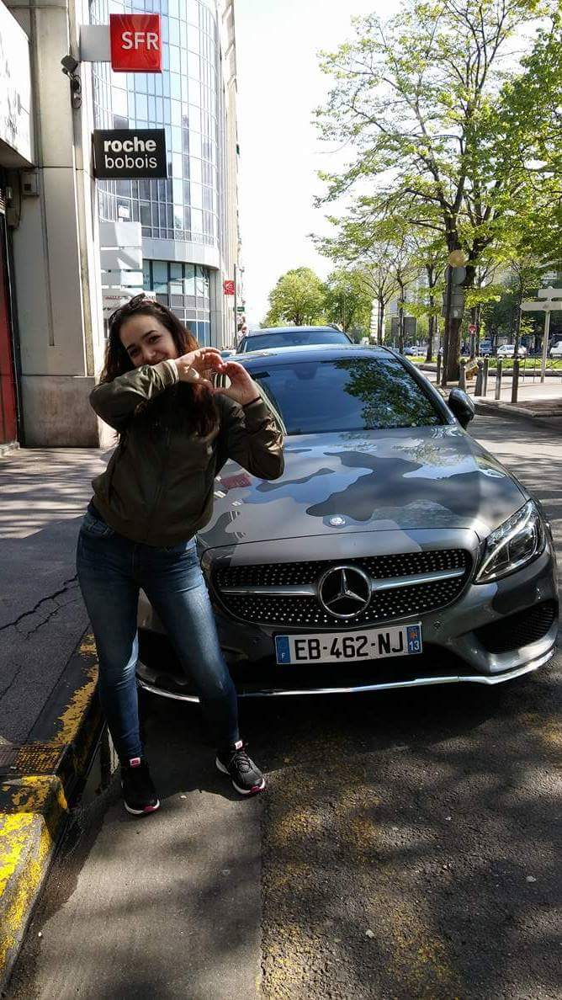 SFR
roche
bobois
F
EB-462-NJ
13